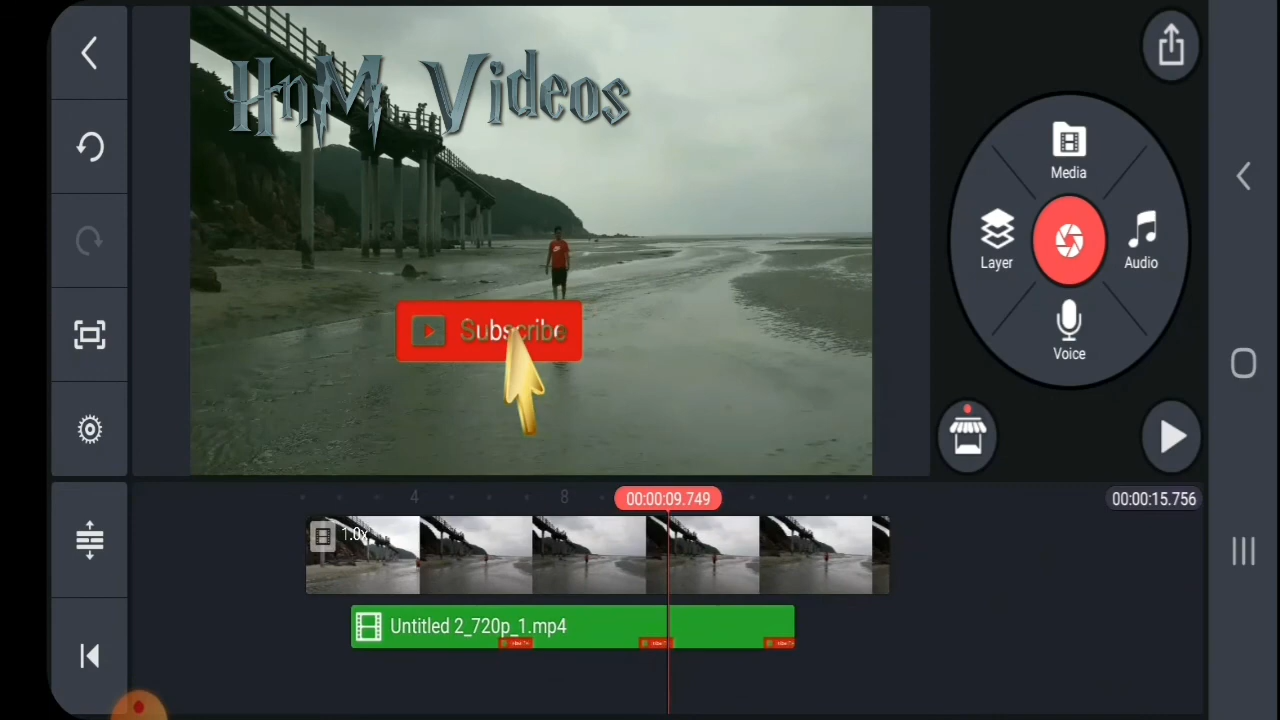 HnM Videos
Media
Layer
Audio
Subscribe
Voice
4
8
00:00:09.749
00:00:15.756
1.0x
Untitled 2_720p_1.mp4